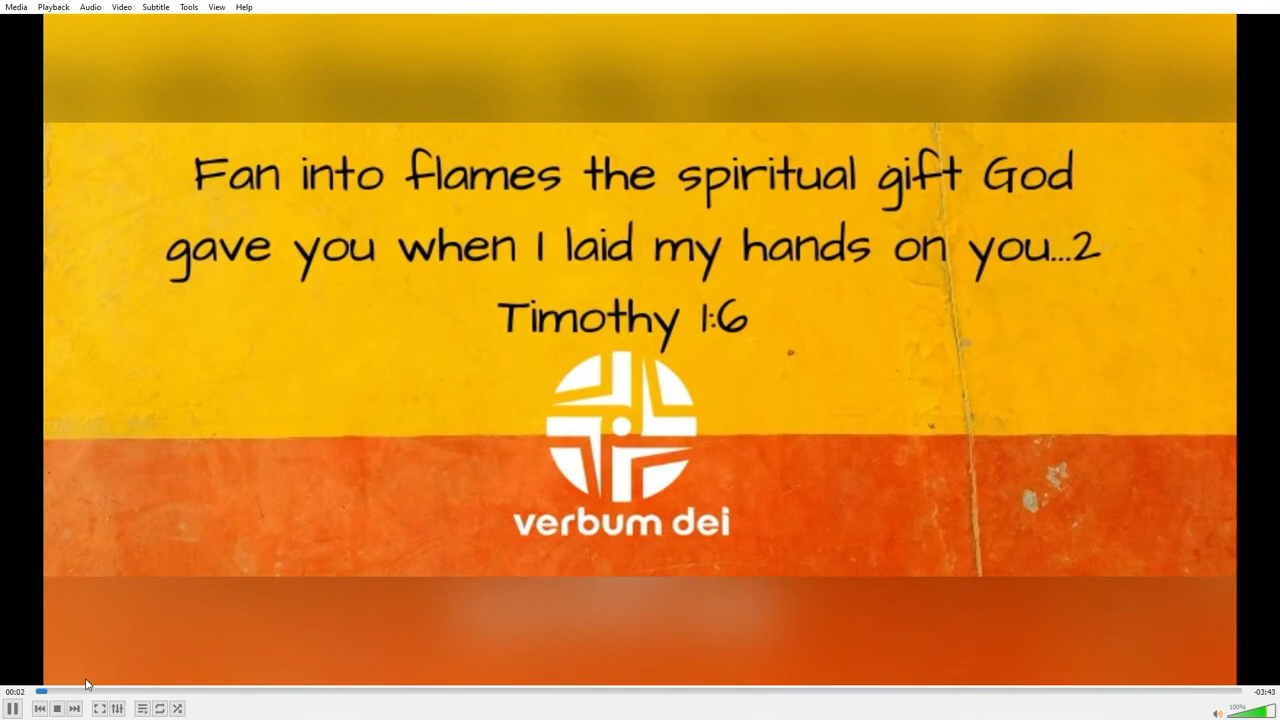 Media Playback Audio Video Subtitle Tools View Help
Fan into flames the spiritual gift God
gave you when I laid my hands on you...2
Timothy 1:6
verbum dei
00:02 -03:43
100%